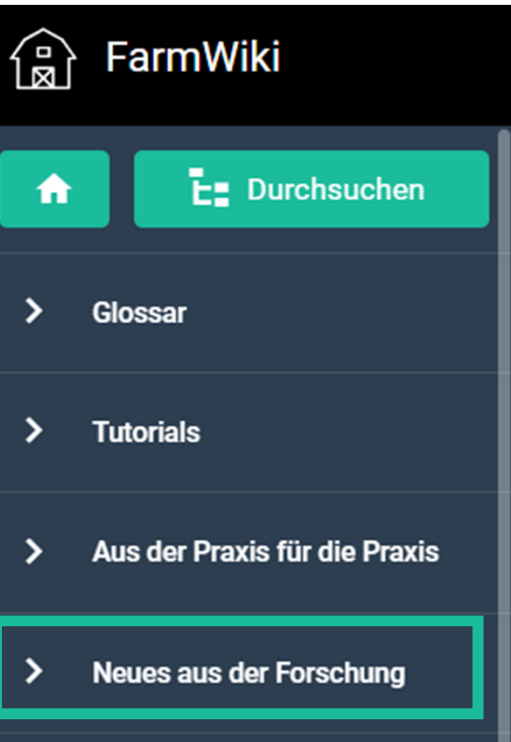 FarmWiki
Durchsuchen
Glossar
Tutorials
Aus der Praxis für die Praxis
Neues aus der Forschung